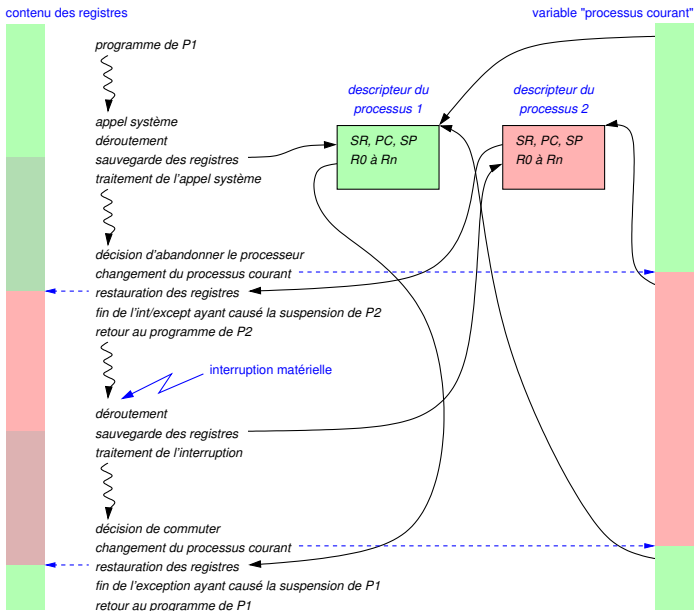 contenu des registres
variable "processus courant"
programme de P1
descripteur du
processus 1
descripteur du
processus 2
appel système
déroutement
sauvegarde des registres
traitement de l'appel système
SR, PC, SP
R0 à Rn
SR, PC, SP
R0 à Rn
décision d'abandonner le processeur
changement du processus courant
restauration des registres
fin de l'int/except ayant causé la suspension de P2
retour au programme de P2
interruption matérielle
déroutement
sauvegarde des registres
traitement de l'interruption
décision de commuter
changement du processus courant
restauration des registres
fin de l'exception ayant causé la suspension de P1
retour au programme de P1